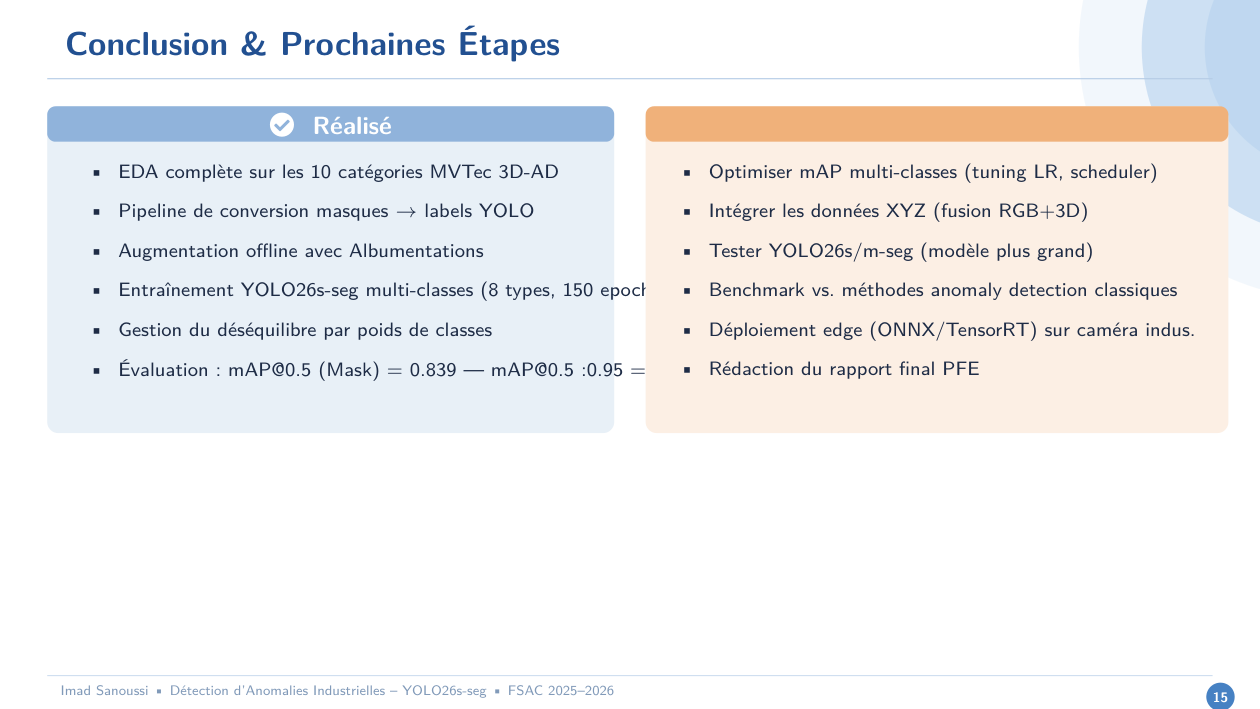 Conclusion & Prochaines Étapes
Réalisé
▪ EDA complète sur les 10 catégories MVTec 3D-AD
▪ Pipeline de conversion masques → labels YOLO
▪ Augmentation offline avec Albumentations
▪ Entraînement YOLO26s-seg multi-classes (8 types, 150 epoch
▪ Gestion du déséquilibre par poids de classes
▪ Évaluation : mAP@0.5 (Mask) = 0.839 — mAP@0.5 :0.95 =
▪ Optimiser mAP multi-classes (tuning LR, scheduler)
▪ Intégrer les données XYZ (fusion RGB+3D)
▪ Tester YOLO26s/m-seg (modèle plus grand)
▪ Benchmark vs. méthodes anomaly detection classiques
▪ Déploiement edge (ONNX/TensorRT) sur caméra indus.
▪ Rédaction du rapport final PFE
Imad Sanoussi ▪ Détection d'Anomalies Industrielles – YOLO26s-seg ▪ FSAC 2025–2026
15